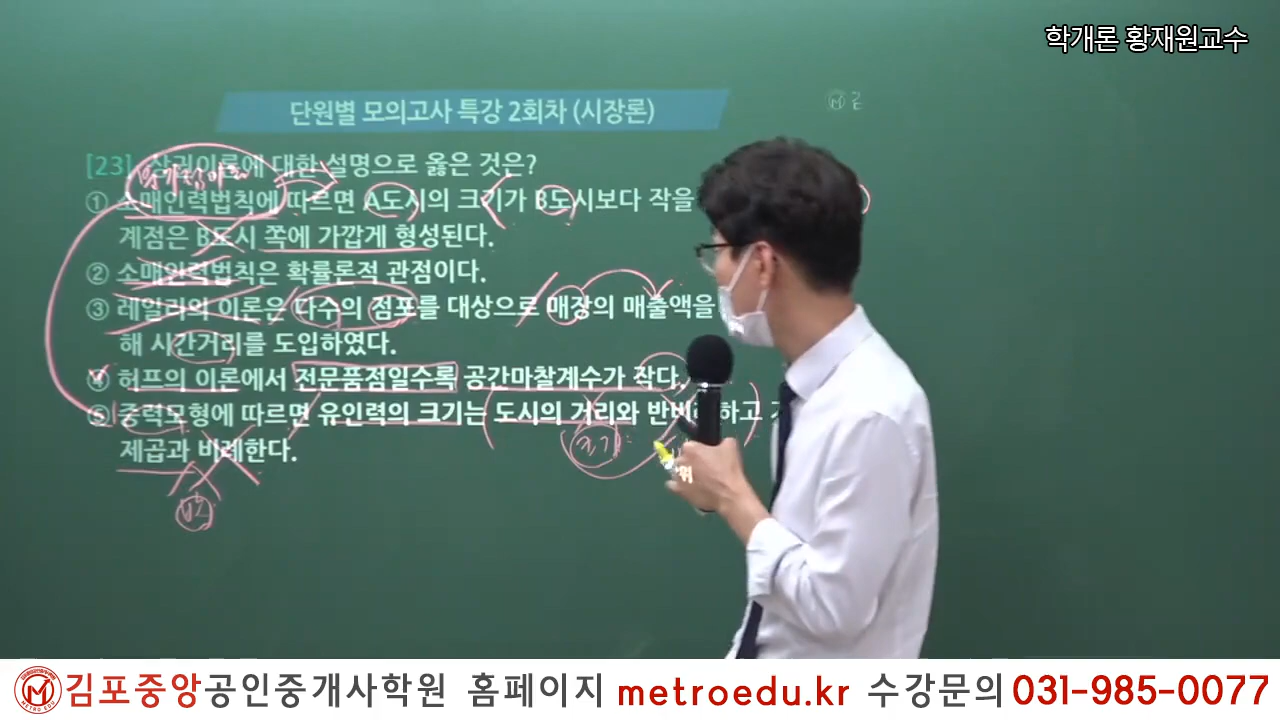 학개론 황재원교수
단원별 모의고사 특강 2회차 (시장론)
[23] 상권이론에 대한 설명으로 옳은 것은?
① 소매인력법칙에 따르면 A도시의 크기가 B도시보다 작을
계점은 B도시 쪽에 가깝게 형성된다.
② 소매인력법칙은 확률론적 관점이다.
③ 레일리의 이론은 다수의 점포를 대상으로 매장의 매출액을
해 시간거리를 도입하였다.
④ 허프의 이론에서 전문품점일수록 공간마찰계수가 작다.
⑤ 중력모형에 따르면 유인력의 크기는 도시의 거리와 반비례하고
제곱과 비례한다.
크기
반
METRO EDU
김포중앙공인중개사학원 홈페이지 metroedu.kr 수강문의 031-985-0077